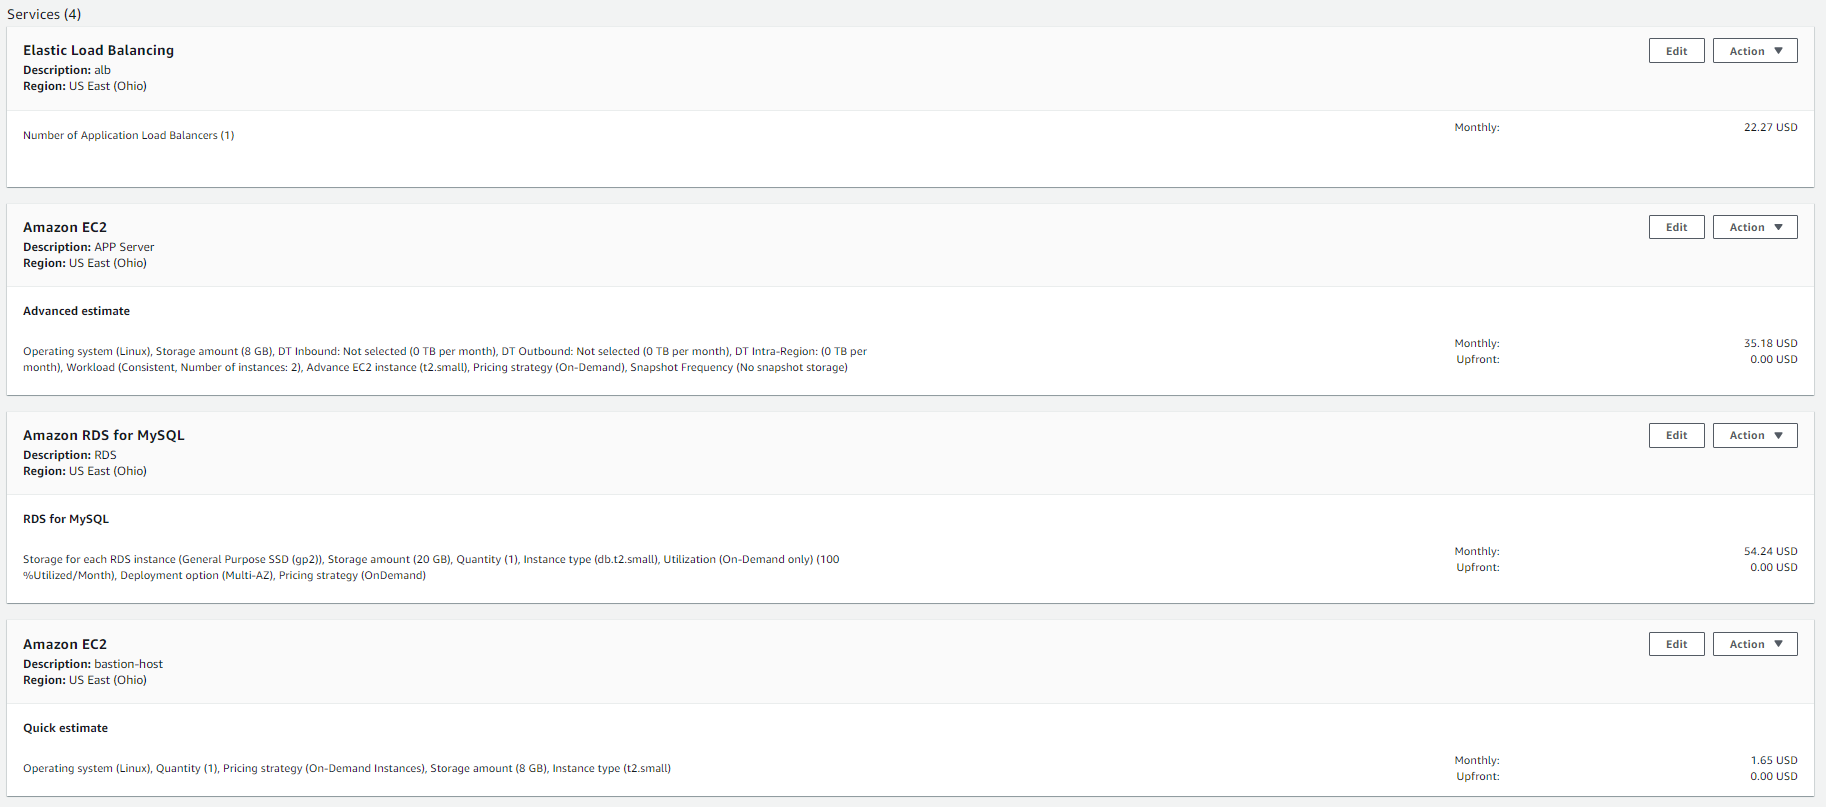 Services (4)
Elastic Load Balancing
Edit
Action ▼
Description: alb
Region: US East (Ohio)
Number of Application Load Balancers (1)
Monthly: 22.27 USD
Amazon EC2
Edit
Action ▼
Description: APP Server
Region: US East (Ohio)
Advanced estimate
Operating system (Linux), Storage amount (8 GB), DT Inbound: Not selected (0 TB per month), DT Outbound: Not selected (0 TB per month), DT Intra-Region: (0 TB per
month), Workload (Consistent, Number of instances: 2), Advance EC2 instance (t2.small), Pricing strategy (On-Demand), Snapshot Frequency (No snapshot storage)
Monthly: 35.18 USD
Upfront: 0.00 USD
Amazon RDS for MySQL
Edit
Action ▼
Description: RDS
Region: US East (Ohio)
RDS for MySQL
Storage for each RDS instance (General Purpose SSD (gp2)), Storage amount (20 GB), Quantity (1), Instance type (db.t2.small), Utilization (On-Demand only) (100
%Utilized/Month), Deployment option (Multi-AZ), Pricing strategy (OnDemand)
Monthly: 54.24 USD
Upfront: 0.00 USD
Amazon EC2
Edit
Action ▼
Description: bastion-host
Region: US East (Ohio)
Quick estimate
Operating system (Linux), Quantity (1), Pricing strategy (On-Demand Instances), Storage amount (8 GB), Instance type (t2.small)
Monthly: 1.65 USD
Upfront: 0.00 USD